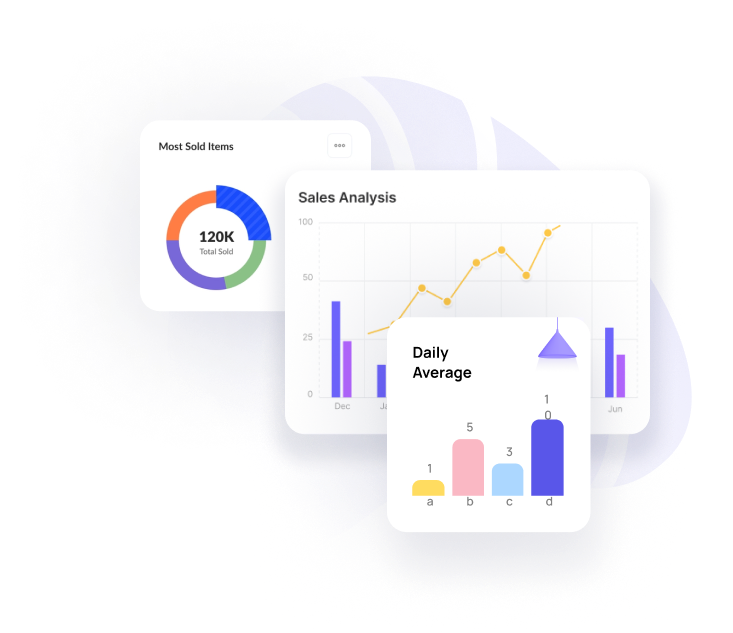 Most Sold Items
120K
Total Sold
Sales Analysis
100
50
25
0
Dec
Jun
Daily
Average
1
5
3
1
0
a
b
c
d